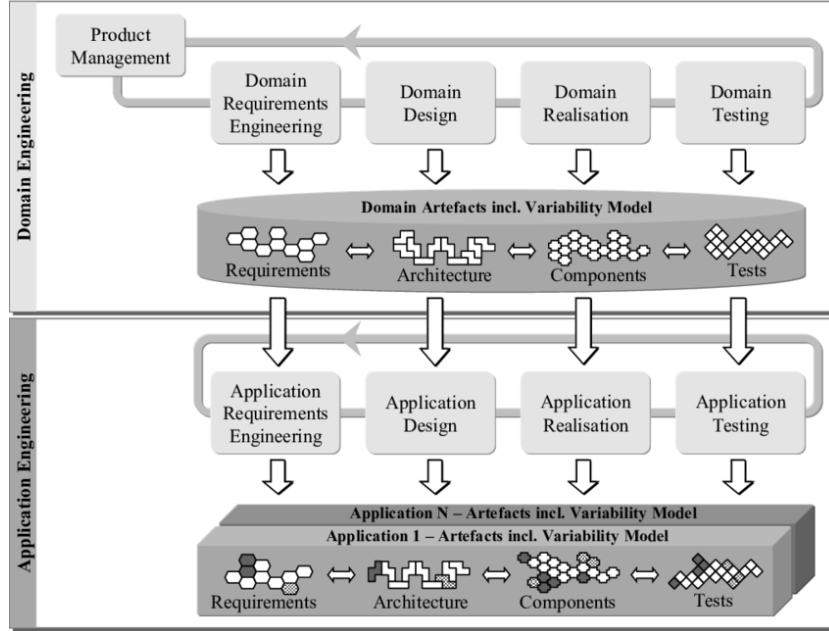 Domain Engineering
Product
Management
Domain
Requirements
Engineering
Domain
Design
Domain
Realisation
Domain
Testing
Domain Artefacts incl. Variability Model
Requirements
Architecture
Components
Tests
Application Engineering
Application
Requirements
Engineering
Application
Design
Application
Realisation
Application
Testing
Application N – Artefacts incl. Variability Model
Application 1 – Artefacts incl. Variability Model
Requirements
Architecture
Components
Tests